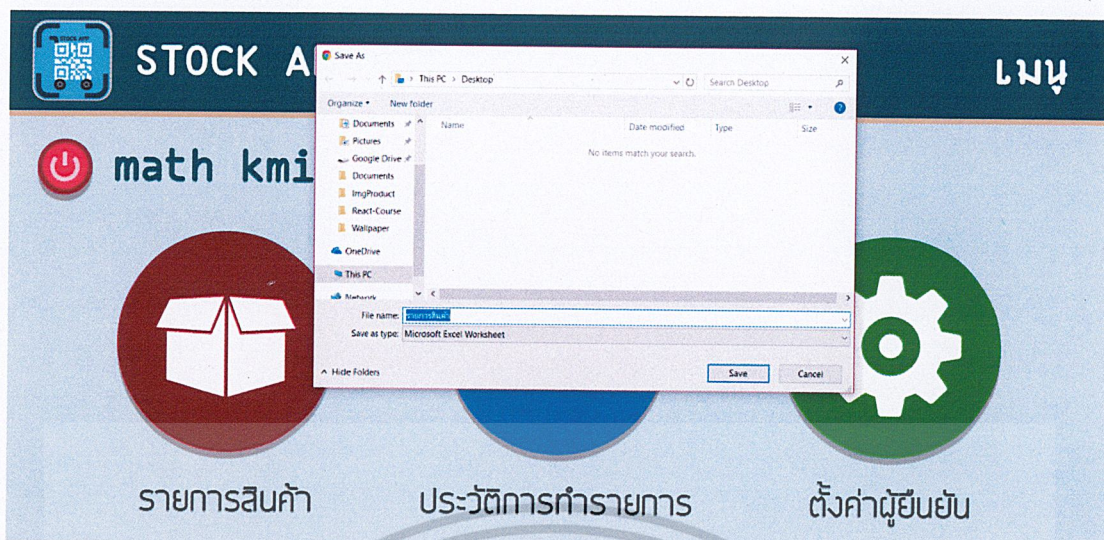 STOCK APP
STOCK A
เมนู
math kmi
Save As
This PC > Desktop
Search Desktop
Organize
New folder
Documents
Pictures
Google Drive
Documents
ImgProduct
React-Course
Wallpaper
OneDrive
This PC
Network
Name
Date modified
Type
Size
No items match your search.
File name: รายการสินค้า
Save as type: Microsoft Excel Worksheet
Hide Folders
Save
Cancel
รายการสินค้า
ประวัติการทำรายการ
ตั้งค่าผู้ยืนยัน